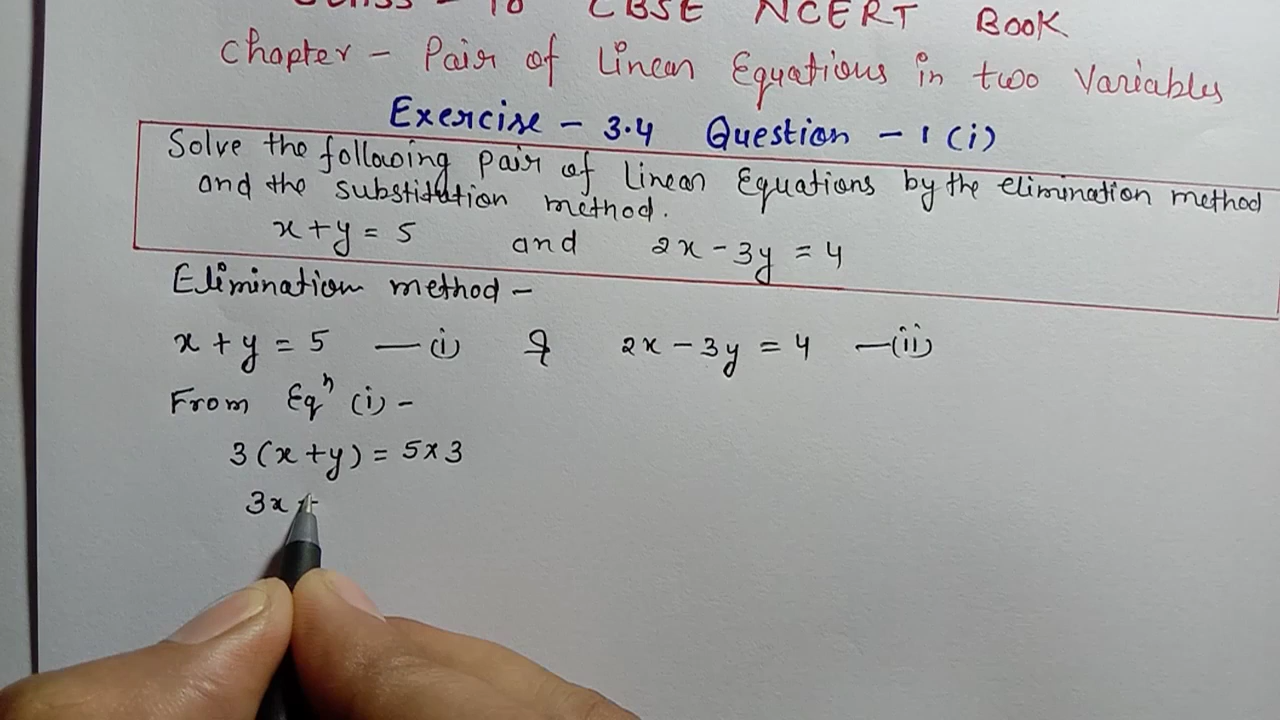 Class - 10 CBSE NCERT Book
Chapter - Pair of Linear Equations in two Variables
Exercise - 3.4 Question - 1 (i)
Solve the following pair of Linear Equations by the elimination method
and the substitution method.
x + y = 5 and 2x - 3y = 4
Elimination method -
x + y = 5 —(i) & 2x - 3y = 4 —(ii)
From Eqⁿ (i) -
3(x + y) = 5 × 3
3x +